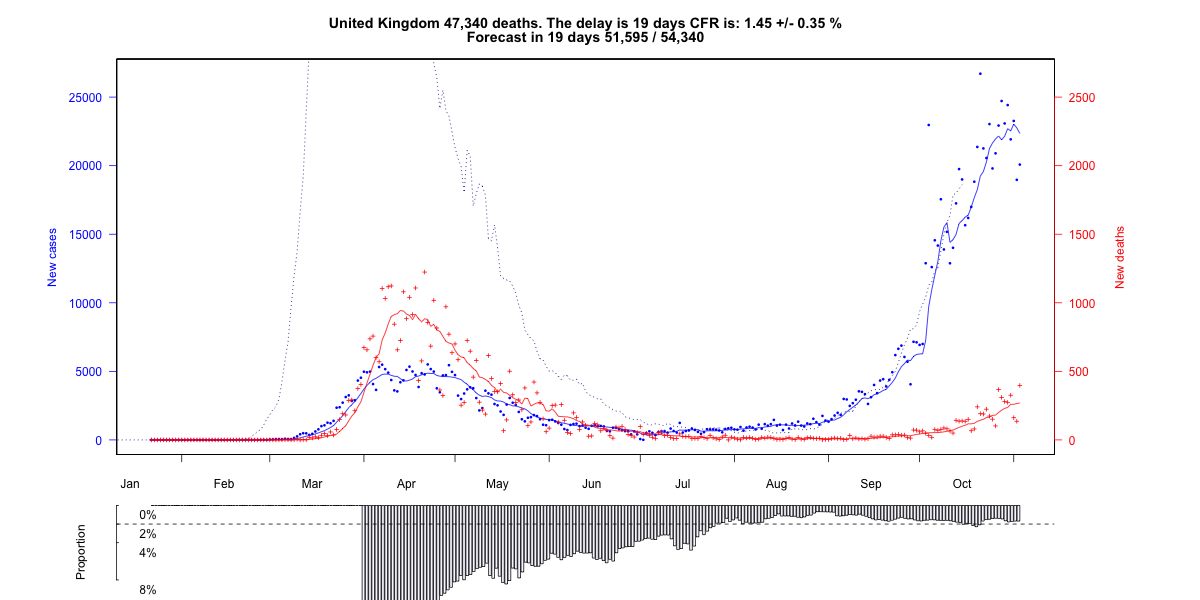 United Kingdom 47,340 deaths. The delay is 19 days CFR is: 1.45 +/- 0.35 %
Forecast in 19 days 51,595 / 54,340
25000
20000
15000
10000
5000
0
New cases
2500
2000
1500
1000
500
0
New deaths
Jan
Feb
Mar
Apr
May
Jun
Jul
Aug
Sep
Oct
Proportion
0%
2%
4%
8%